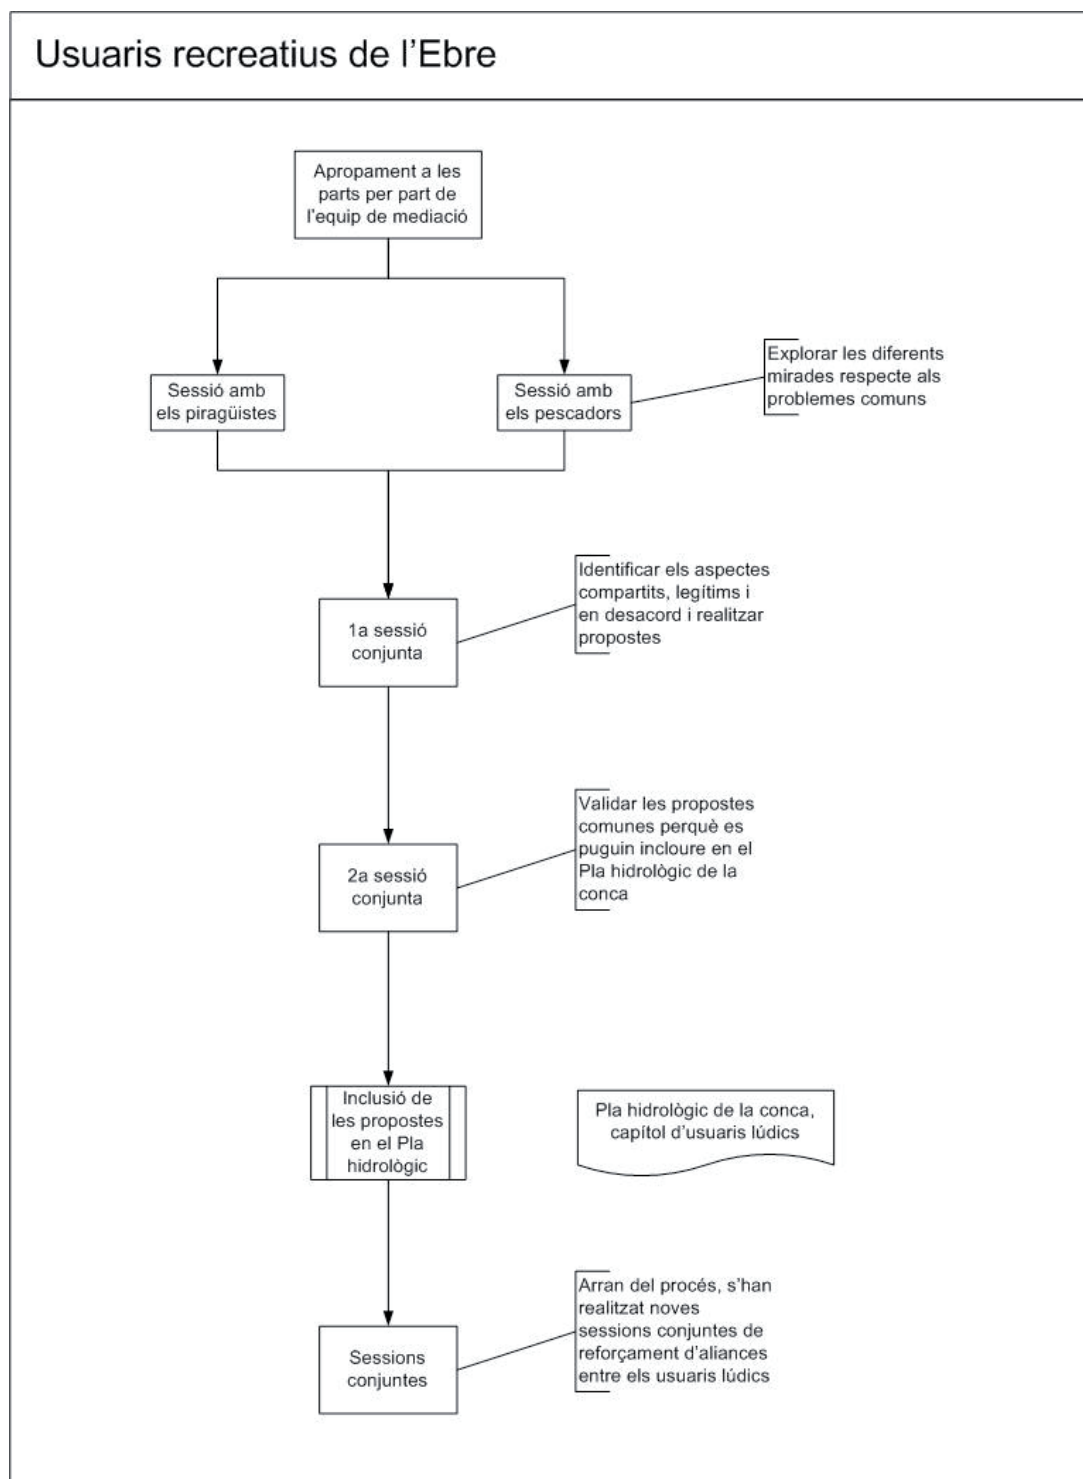 Usuaris recreatius de l'Ebre
Apropament a les
parts per part de
l'equip de mediació
Sessió amb
els piragüistes
Sessió amb
els pescadors
Explorar les diferents
mirades respecte als
problemes comuns
1a sessió
conjunta
Identificar els aspectes
compartits, legítims i
en desacord i realitzar
propostes
2a sessió
conjunta
Validar les propostes
comunes perquè es
puguin incloure en el
Pla hidrològic de la
conca
Inclusió de
les propostes
en el Pla
hidrològic
Pla hidrològic de la conca,
capítol d'usuaris lúdics
Sessions
conjuntes
Arran del procés, s'han
realitzat noves
sessions conjuntes de
reforçament d'aliances
entre els usuaris lúdics